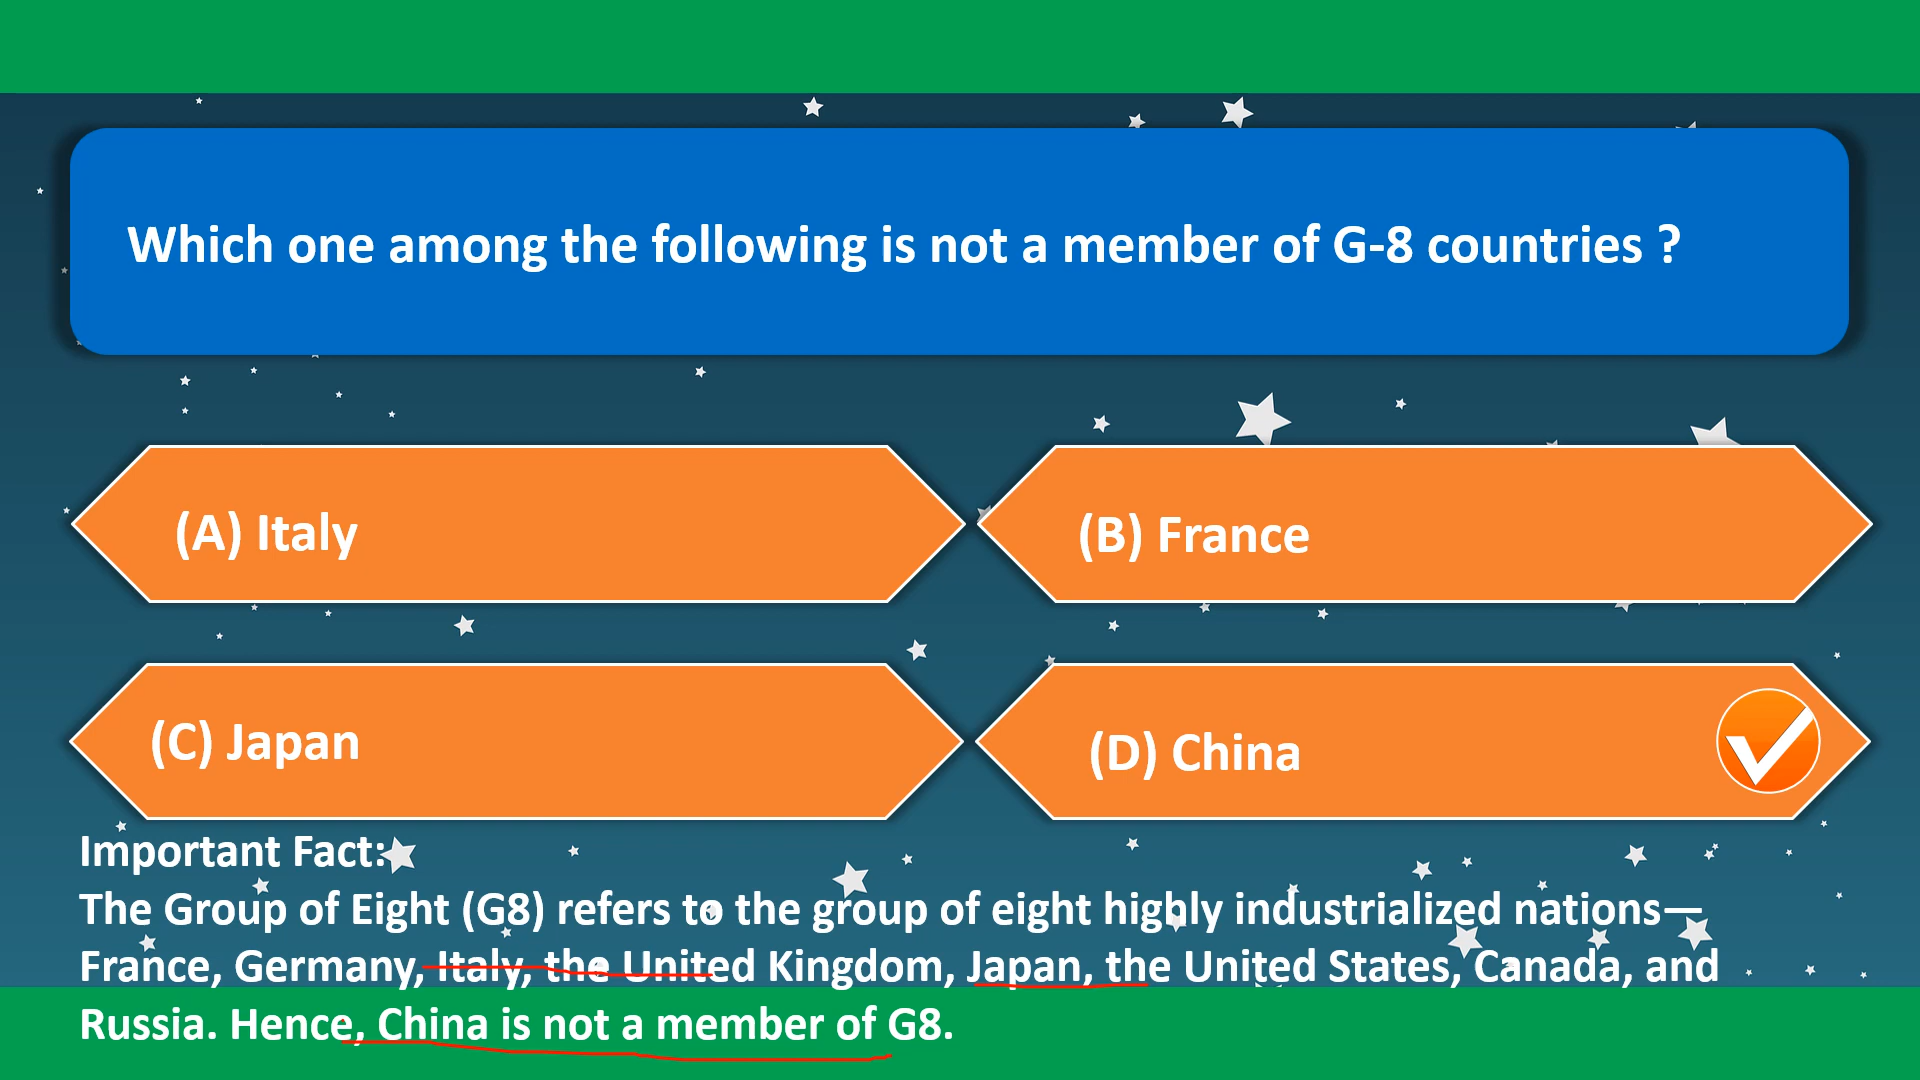 Which one among the following is not a member of G-8 countries ?
(A) Italy
(B) France
(C) Japan
(D) China
Important Fact:
The Group of Eight (G8) refers to the group of eight highly industrialized nations—
France, Germany, Italy, the United Kingdom, Japan, the United States, Canada, and
Russia. Hence, China is not a member of G8.